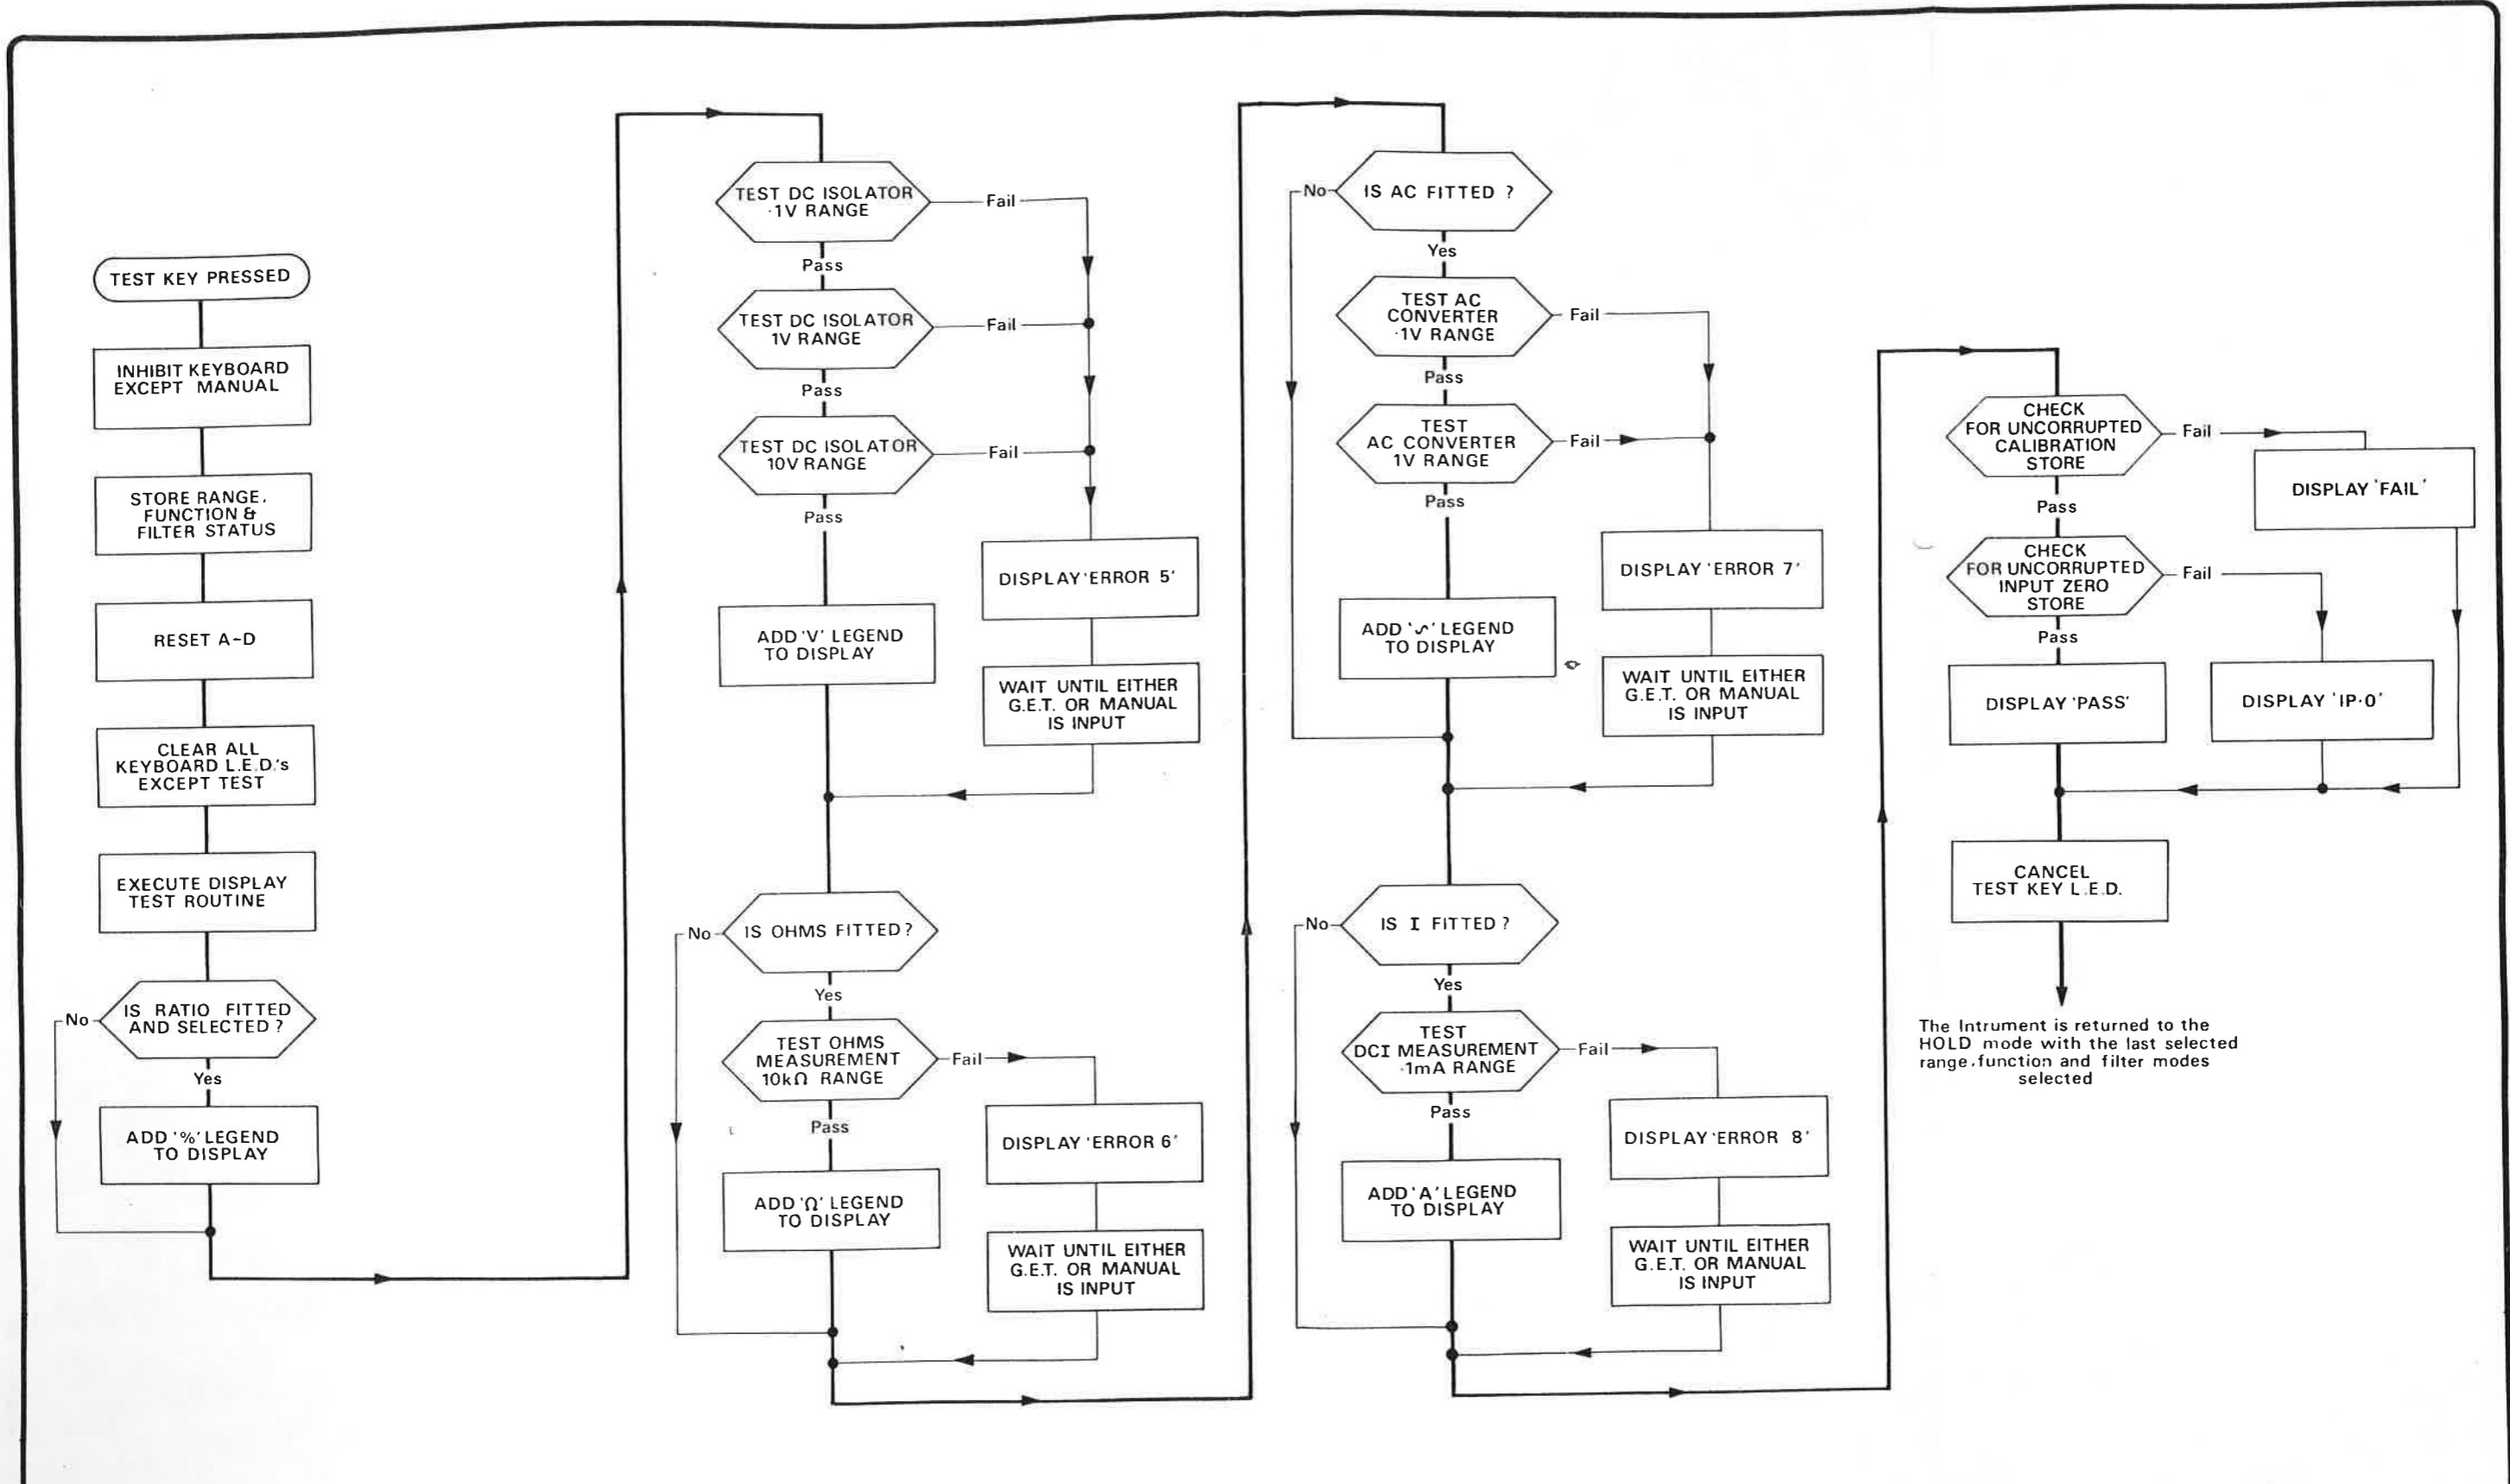 TEST KEY PRESSED
INHIBIT KEYBOARD
EXCEPT MANUAL
STORE RANGE,
FUNCTION &
FILTER STATUS
RESET A-D
CLEAR ALL
KEYBOARD L.E.D.'s
EXCEPT TEST
EXECUTE DISPLAY
TEST ROUTINE
IS RATIO FITTED
AND SELECTED ?
No
Yes
ADD '%' LEGEND
TO DISPLAY
TEST DC ISOLATOR
·1V RANGE
Fail
Pass
TEST DC ISOLATOR
1V RANGE
Fail
Pass
TEST DC ISOLATOR
10V RANGE
Fail
Pass
DISPLAY 'ERROR 5'
ADD 'V' LEGEND
TO DISPLAY
WAIT UNTIL EITHER
G.E.T. OR MANUAL
IS INPUT
IS OHMS FITTED ?
No
Yes
TEST OHMS
MEASUREMENT
10kΩ RANGE
Fail
Pass
DISPLAY 'ERROR 6'
ADD 'Ω' LEGEND
TO DISPLAY
WAIT UNTIL EITHER
G.E.T. OR MANUAL
IS INPUT
IS AC FITTED ?
No
Yes
TEST AC
CONVERTER
·1V RANGE
Fail
Pass
TEST
AC CONVERTER
1V RANGE
Fail
Pass
DISPLAY 'ERROR 7'
ADD '∿' LEGEND
TO DISPLAY
WAIT UNTIL EITHER
G.E.T. OR MANUAL
IS INPUT
IS I FITTED ?
No
Yes
TEST
DCI MEASUREMENT
·1mA RANGE
Fail
Pass
DISPLAY 'ERROR 8'
ADD 'A' LEGEND
TO DISPLAY
WAIT UNTIL EITHER
G.E.T. OR MANUAL
IS INPUT
CHECK
FOR UNCORRUPTED
CALIBRATION
STORE
Fail
DISPLAY 'FAIL'
Pass
CHECK
FOR UNCORRUPTED
INPUT ZERO
STORE
Fail
Pass
DISPLAY 'PASS'
DISPLAY 'IP·0'
CANCEL
TEST KEY L.E.D.
The Intrument is returned to the
HOLD mode with the last selected
range, function and filter modes
selected